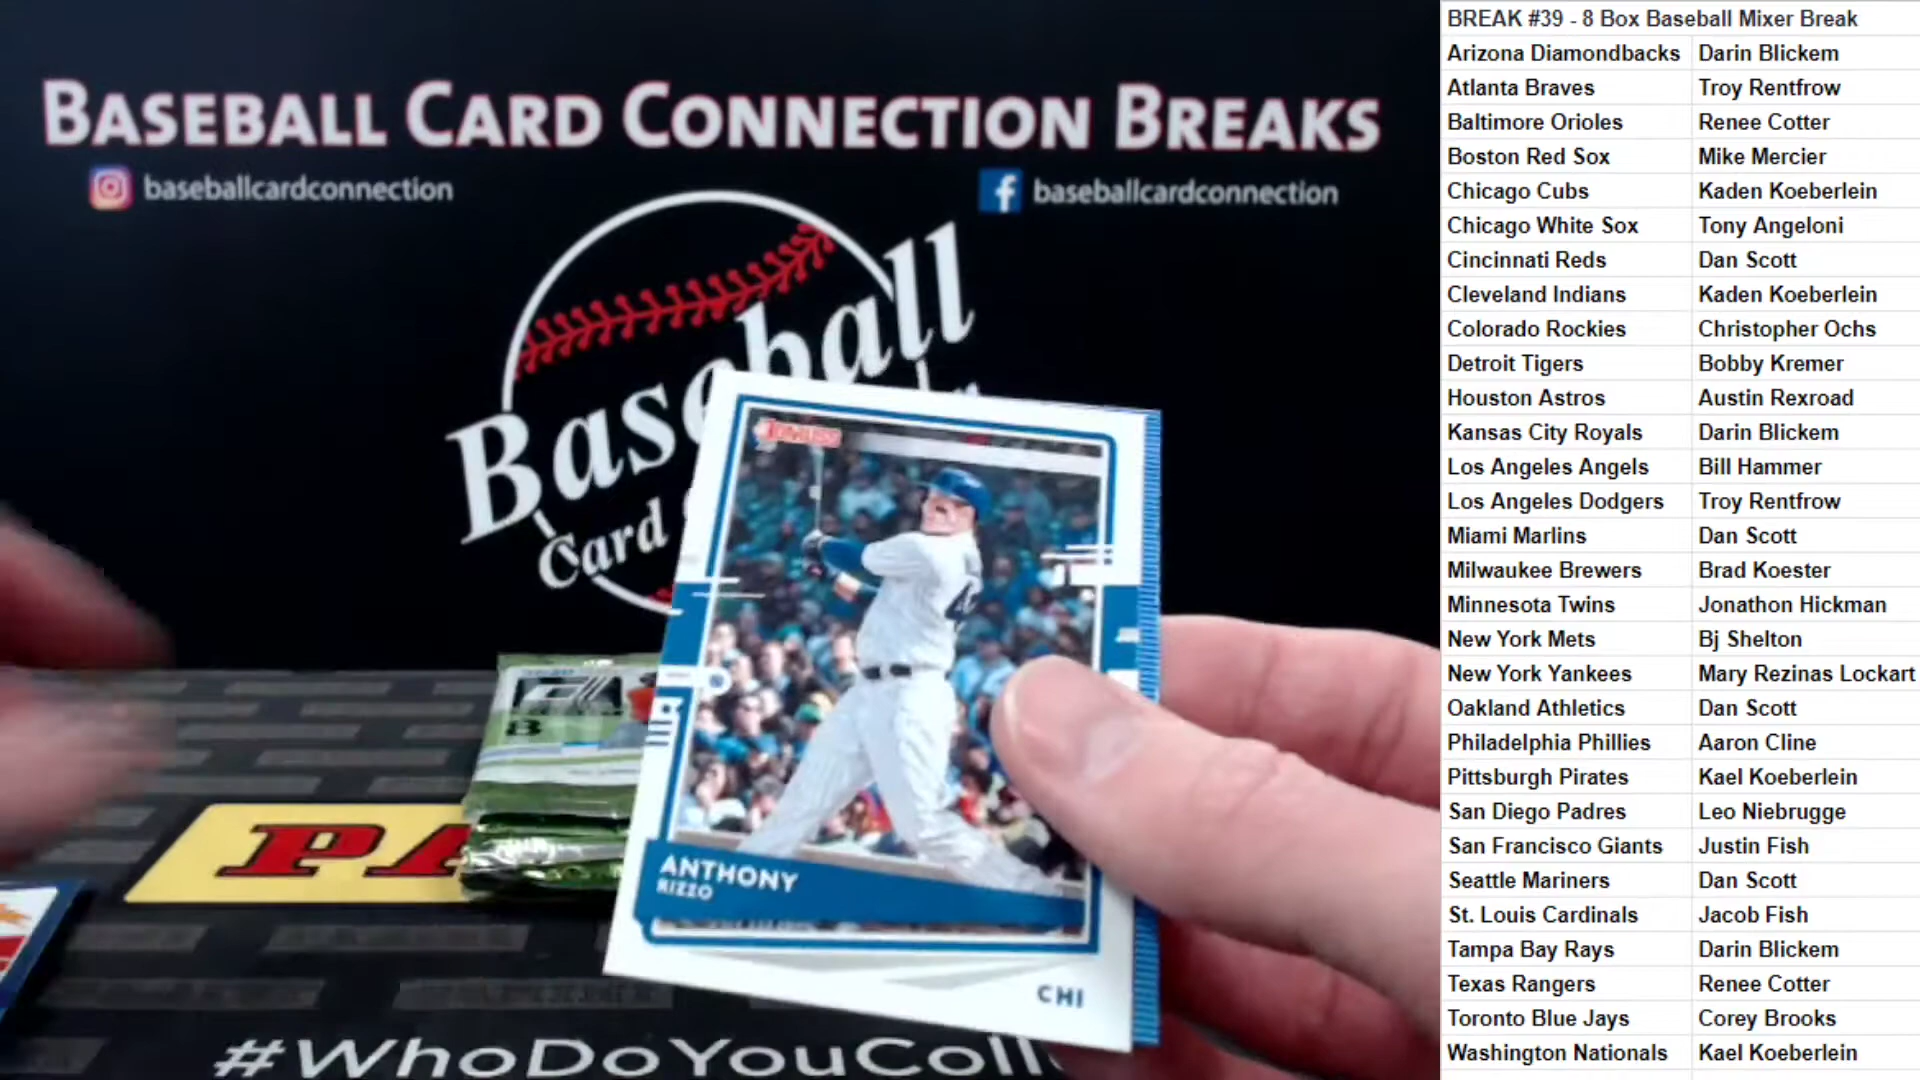 BASEBALL CARD CONNECTION BREAKS
baseballcardconnection
baseballcardconnection
Baseball
Card
DONRUSS
ANTHONY
RIZZO
CHI
PA
#WhoDoYouColl
BREAK #39 - 8 Box Baseball Mixer Break
Arizona Diamondbacks Darin Blickem
Atlanta Braves Troy Rentfrow
Baltimore Orioles Renee Cotter
Boston Red Sox Mike Mercier
Chicago Cubs Kaden Koeberlein
Chicago White Sox Tony Angeloni
Cincinnati Reds Dan Scott
Cleveland Indians Kaden Koeberlein
Colorado Rockies Christopher Ochs
Detroit Tigers Bobby Kremer
Houston Astros Austin Rexroad
Kansas City Royals Darin Blickem
Los Angeles Angels Bill Hammer
Los Angeles Dodgers Troy Rentfrow
Miami Marlins Dan Scott
Milwaukee Brewers Brad Koester
Minnesota Twins Jonathon Hickman
New York Mets Bj Shelton
New York Yankees Mary Rezinas Lockart
Oakland Athletics Dan Scott
Philadelphia Phillies Aaron Cline
Pittsburgh Pirates Kael Koeberlein
San Diego Padres Leo Niebrugge
San Francisco Giants Justin Fish
Seattle Mariners Dan Scott
St. Louis Cardinals Jacob Fish
Tampa Bay Rays Darin Blickem
Texas Rangers Renee Cotter
Toronto Blue Jays Corey Brooks
Washington Nationals Kael Koeberlein